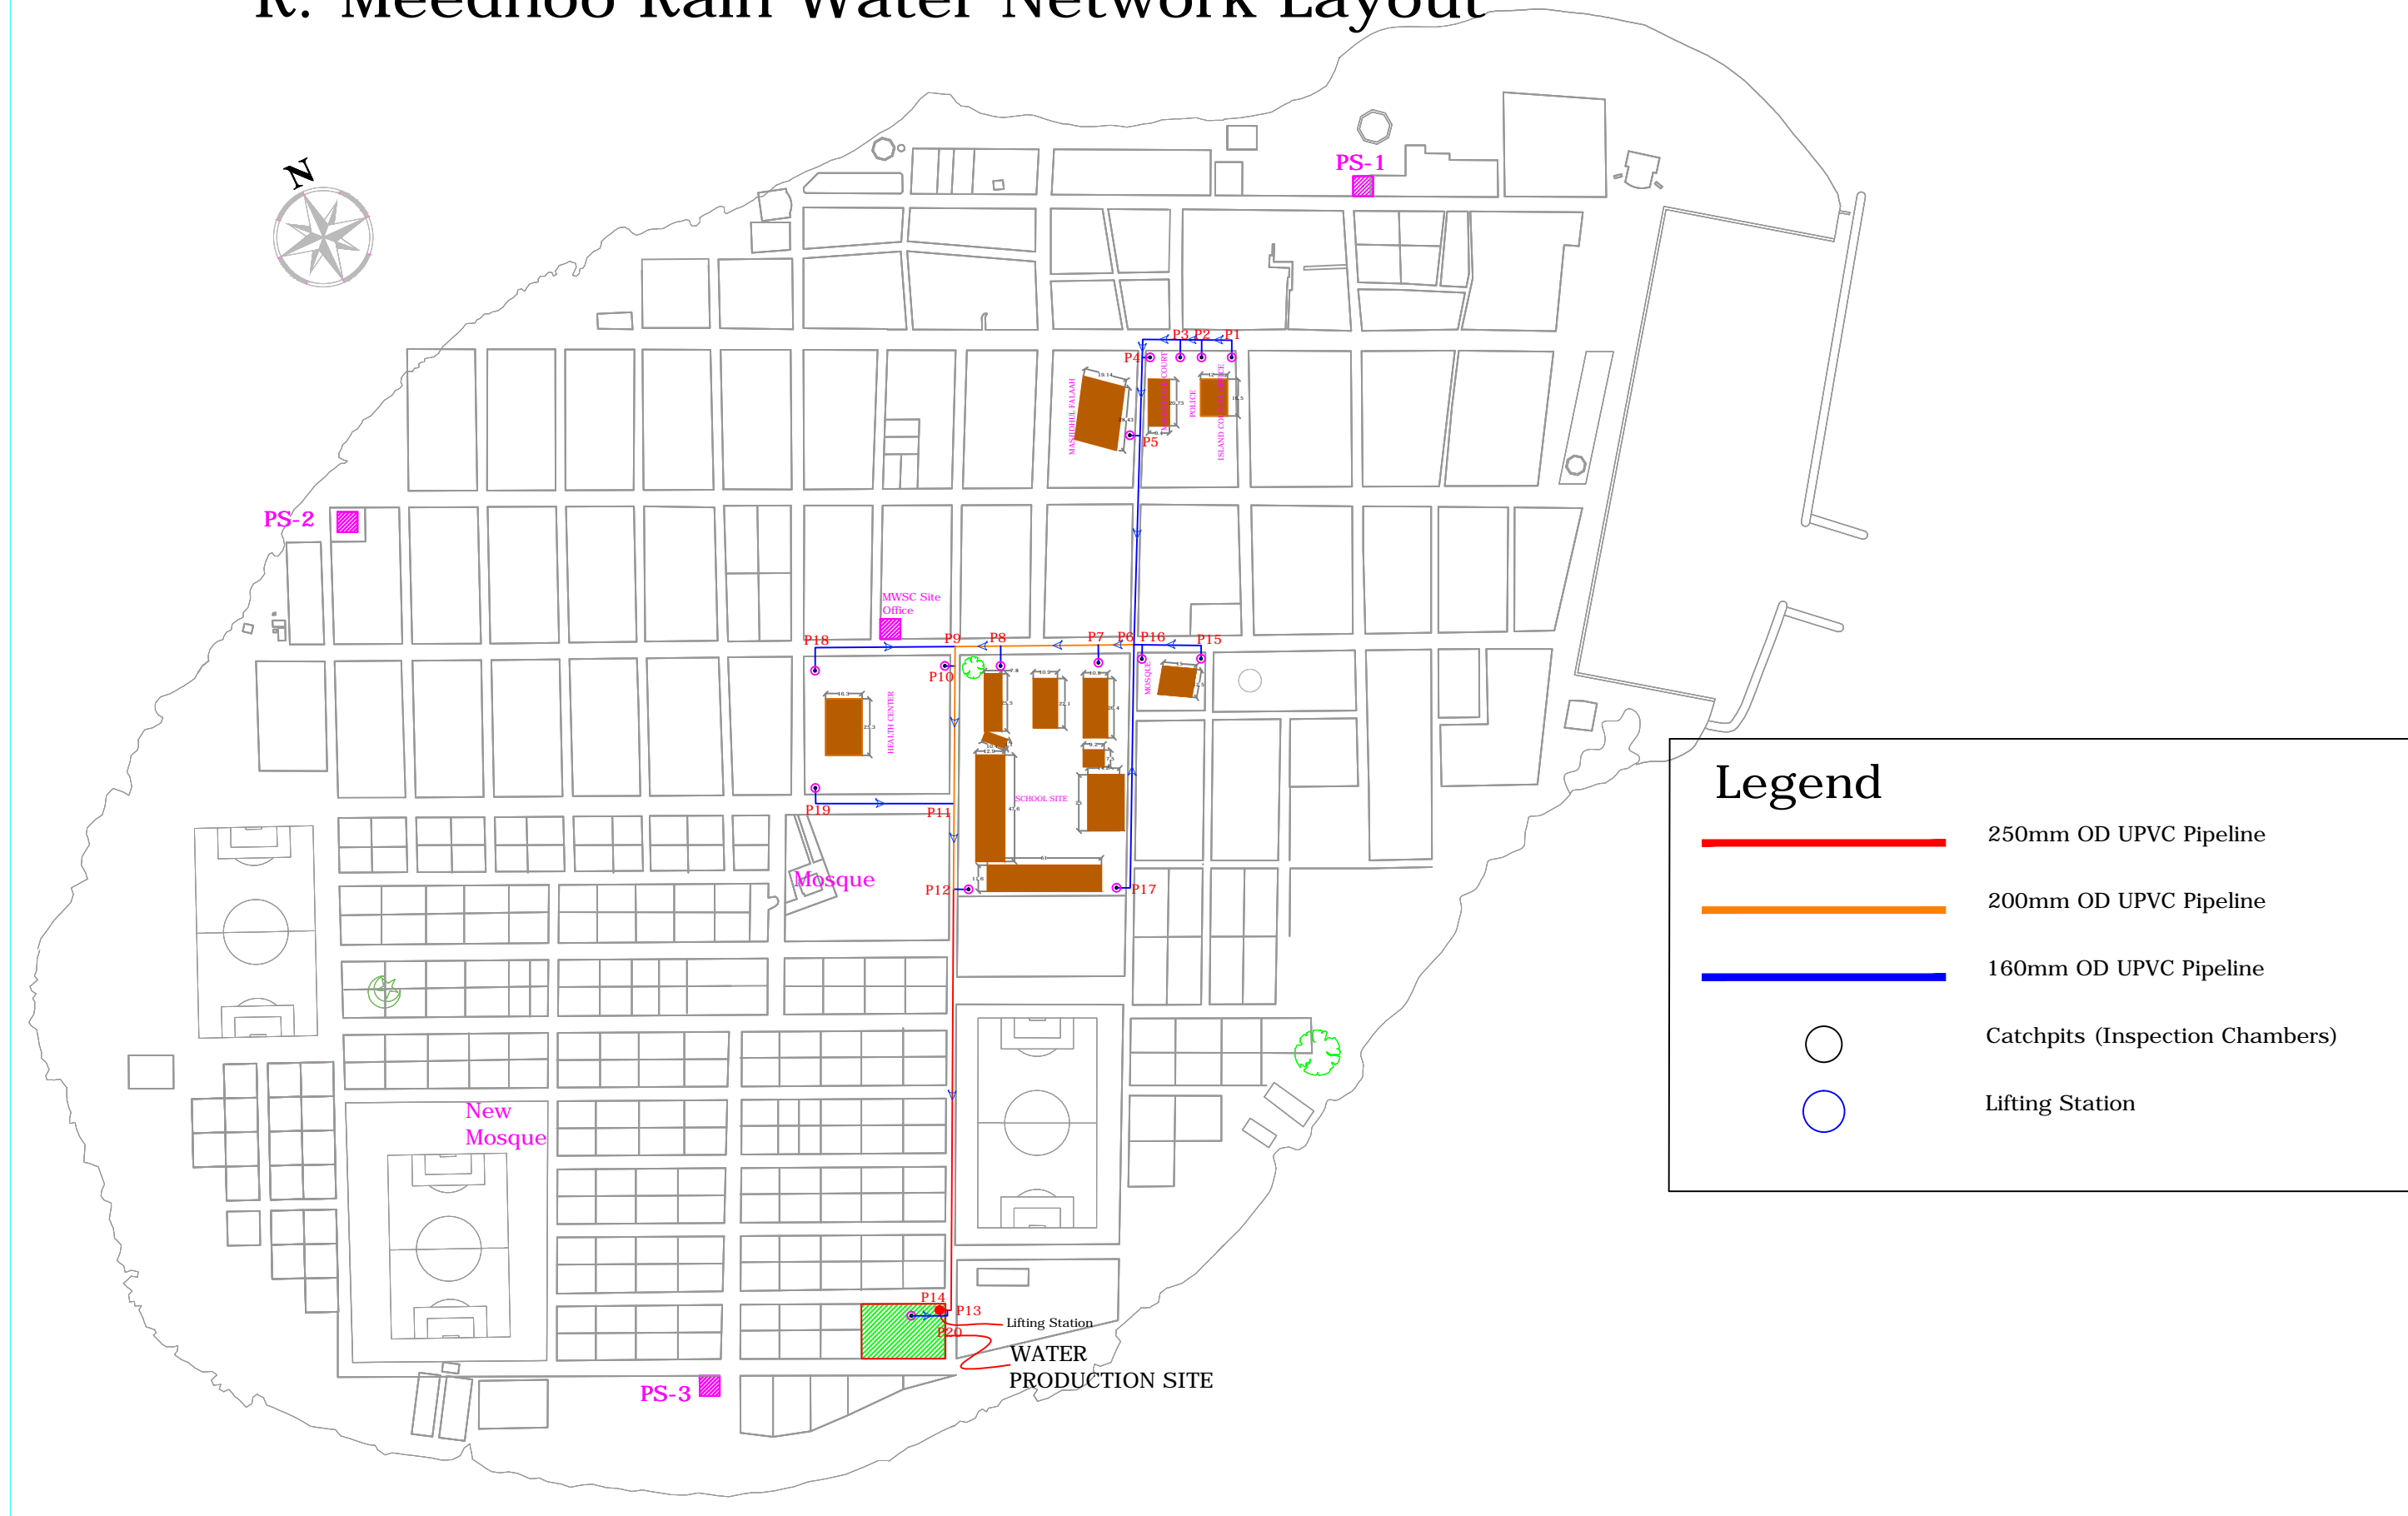 R. Meedhoo Rain Water Network Layout
N
PS-1
P3 P2 P1
P4
P5
MASJIDHUL FALAAH
POLICE
PS-2
MWSC Site
Office
P18
P9
P8
P7
P6
P16
P15
P10
MOSQUE
HEALTH CENTER
SCHOOL SITE
P19
P11
Mosque
P12
P17
New
Mosque
P14
P13
P20
Lifting Station
WATER
PRODUCTION SITE
PS-3
Legend
250mm OD UPVC Pipeline
200mm OD UPVC Pipeline
160mm OD UPVC Pipeline
Catchpits (Inspection Chambers)
Lifting Station